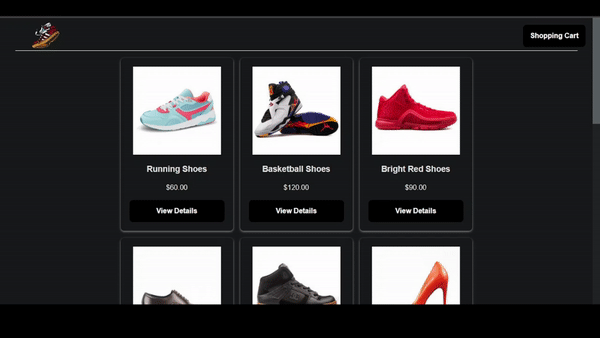 Shopping Cart
Running Shoes
$60.00
View Details
Basketball Shoes
$120.00
View Details
Bright Red Shoes
$90.00
View Details